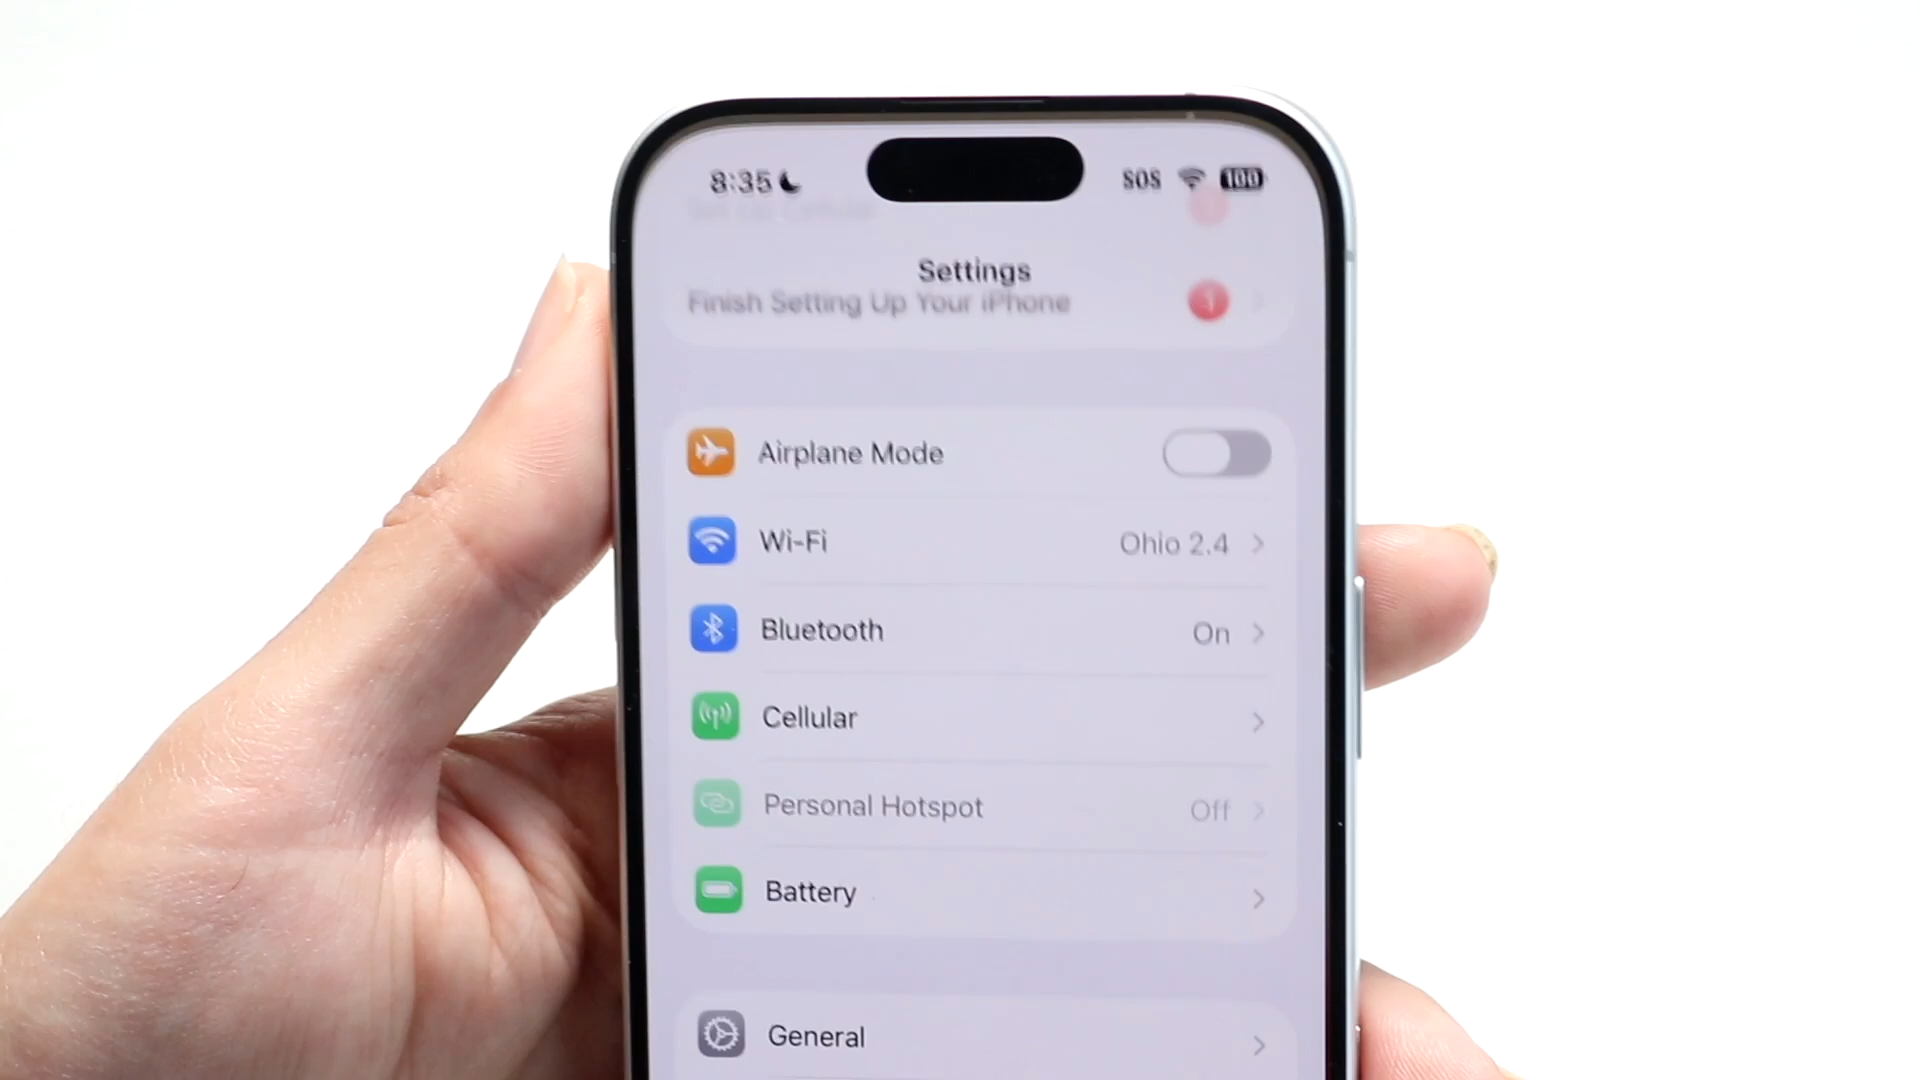 8:35 SOS 100
Settings
Finish Setting Up Your iPhone 1
Airplane Mode
Wi-Fi Ohio 2.4
Bluetooth On
Cellular
Personal Hotspot Off
Battery
General